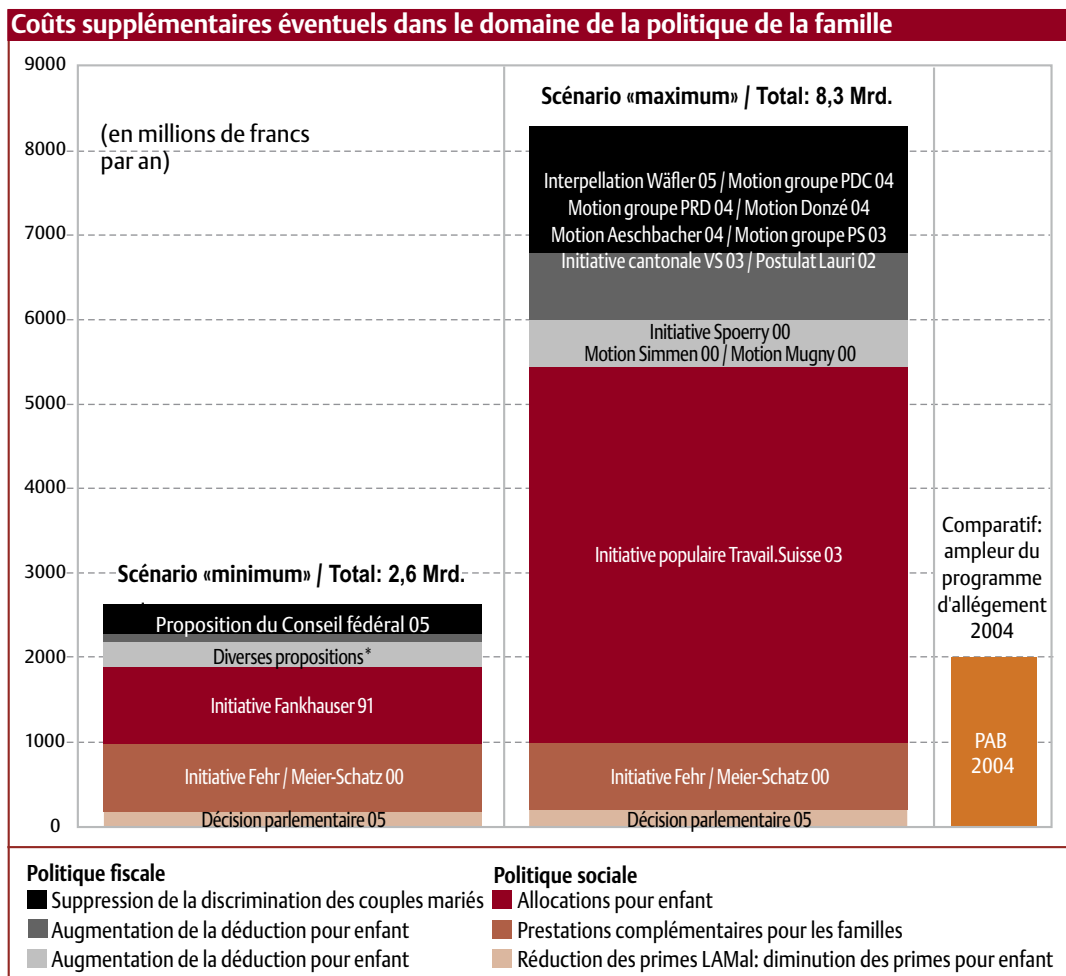 Coûts supplémentaires éventuels dans le domaine de la politique de la famille
9000
8000
7000
6000
5000
4000
3000
2000
1000
0
(en millions de francs
par an)
Scénario «minimum» / Total: 2,6 Mrd.
Proposition du Conseil fédéral 05
Diverses propositions*
Initiative Fankhauser 91
Initiative Fehr / Meier-Schatz 00
Décision parlementaire 05
Scénario «maximum» / Total: 8,3 Mrd.
Interpellation Wäfler 05 / Motion groupe PDC 04
Motion groupe PRD 04 / Motion Donzé 04
Motion Aeschbacher 04 / Motion groupe PS 03
Initiative cantonale VS 03 / Postulat Lauri 02
Initiative Spoerry 00
Motion Simmen 00 / Motion Mugny 00
Initiative populaire Travail.Suisse 03
Initiative Fehr / Meier-Schatz 00
Décision parlementaire 05
Comparatif:
ampleur du
programme
d'allégement
2004
PAB
2004
Politique fiscale
Suppression de la discrimination des couples mariés
Augmentation de la déduction pour enfant
Augmentation de la déduction pour enfant
Politique sociale
Allocations pour enfant
Prestations complémentaires pour les familles
Réduction des primes LAMal: diminution des primes pour enfant